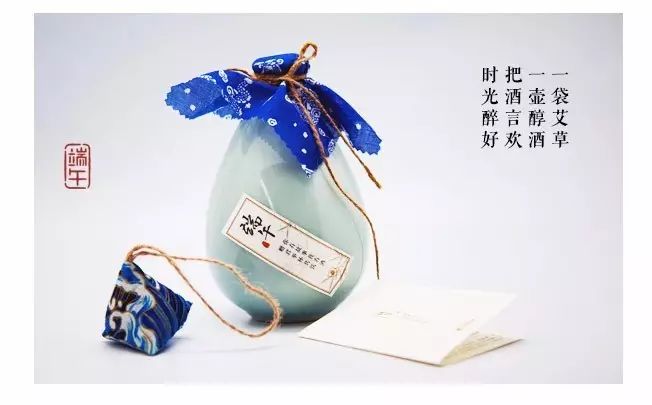 一袋艾草
一壶醇酒
把酒言欢
时光醉好
端午
端午